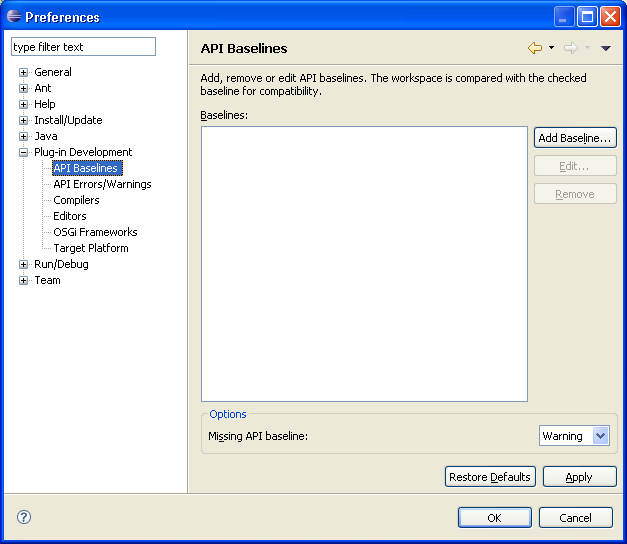 Preferences
type filter text
General
Ant
Help
Install/Update
Java
Plug-in Development
API Baselines
API Errors/Warnings
Compilers
Editors
OSGi Frameworks
Target Platform
Run/Debug
Team
API Baselines
Add, remove or edit API baselines. The workspace is compared with the checked
baseline for compatibility.
Baselines:
Add Baseline...
Edit...
Remove
Options
Missing API baseline:
Warning
Restore Defaults
Apply
?
OK
Cancel